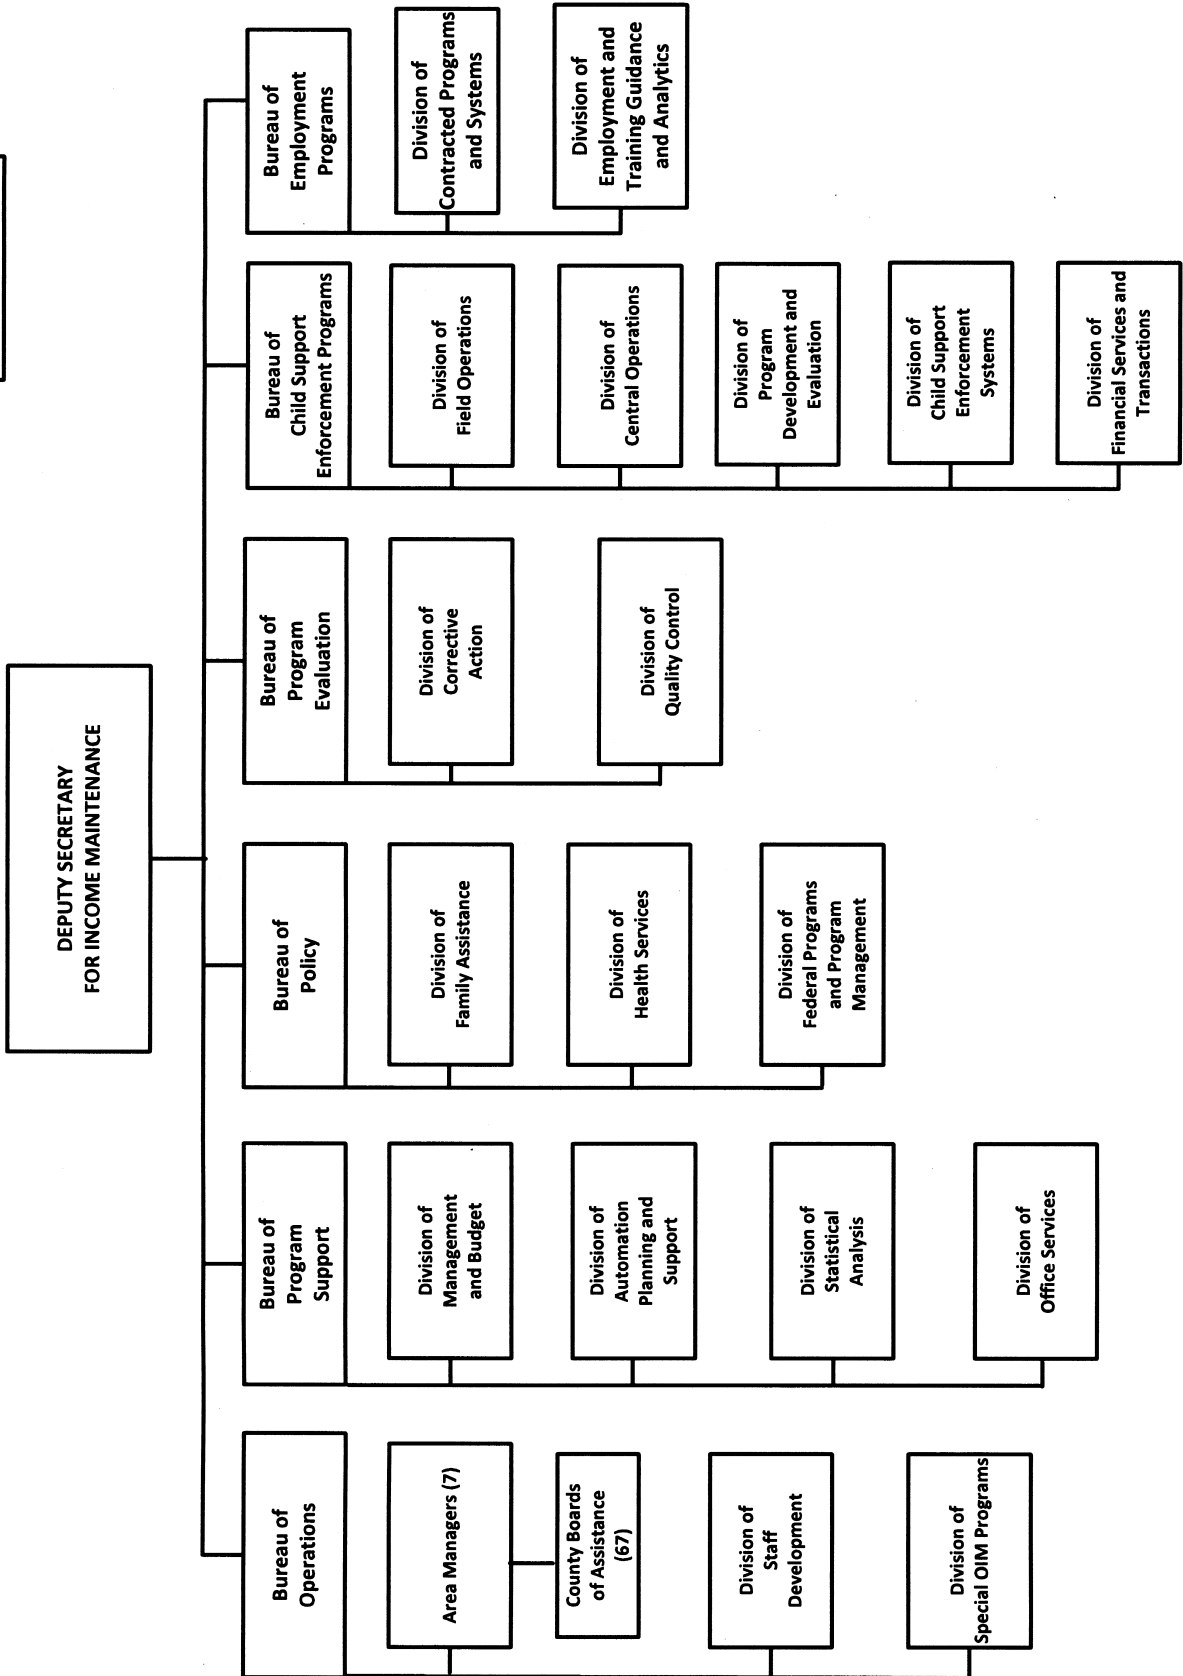 DEPUTY SECRETARY
FOR INCOME MAINTENANCE
Bureau of
Operations
Area Managers (7)
County Boards
of Assistance
(67)
Division of
Staff
Development
Division of
Special OIM Programs
Bureau of
Program
Support
Division of
Management
and Budget
Division of
Automation
Planning and
Support
Division of
Statistical
Analysis
Division of
Office Services
Bureau of
Policy
Division of
Family Assistance
Division of
Health Services
Division of
Federal Programs
and Program
Management
Bureau of
Program
Evaluation
Division of
Corrective
Action
Division of
Quality Control
Bureau of
Child Support
Enforcement Programs
Division of
Field Operations
Division of
Central Operations
Division of
Program
Development and
Evaluation
Division of
Child Support
Enforcement
Systems
Division of
Financial Services and
Transactions
Bureau of
Employment
Programs
Division of
Contracted Programs
and Systems
Division of
Employment and
Training Guidance
and Analytics